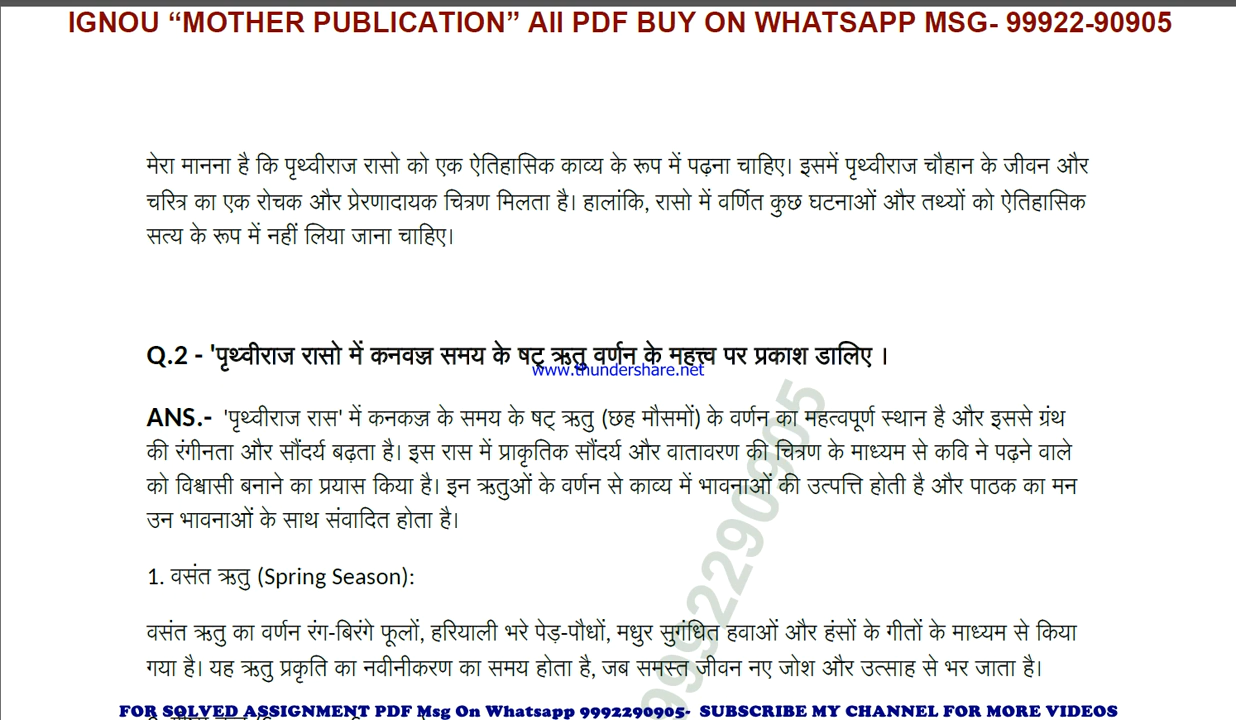 IGNOU “MOTHER PUBLICATION” All PDF BUY ON WHATSAPP MSG- 99922-90905
मेरा मानना है कि पृथ्वीराज रासो को एक ऐतिहासिक काव्य के रूप में पढ़ना चाहिए। इसमें पृथ्वीराज चौहान के जीवन और
चरित्र का एक रोचक और प्रेरणादायक चित्रण मिलता है। हालांकि, रासो में वर्णित कुछ घटनाओं और तथ्यों को ऐतिहासिक
सत्य के रूप में नहीं लिया जाना चाहिए।
Q.2 - 'पृथ्वीराज रासो में कनवज्ज समय के षट् ऋतु वर्णन के महत्त्व पर प्रकाश डालिए ।
www.thundershare.net
ANS.- 'पृथ्वीराज रास' में कनकज्ज के समय के षट् ऋतु (छह मौसमों) के वर्णन का महत्वपूर्ण स्थान है और इससे ग्रंथ
की रंगीनता और सौंदर्य बढ़ता है। इस रास में प्राकृतिक सौंदर्य और वातावरण की चित्रण के माध्यम से कवि ने पढ़ने वाले
को विश्वासी बनाने का प्रयास किया है। इन ऋतुओं के वर्णन से काव्य में भावनाओं की उत्पत्ति होती है और पाठक का मन
उन भावनाओं के साथ संवादित होता है।
1. वसंत ऋतु (Spring Season):
वसंत ऋतु का वर्णन रंग-बिरंगे फूलों, हरियाली भरे पेड़-पौधों, मधुर सुगंधित हवाओं और हंसों के गीतों के माध्यम से किया
गया है। यह ऋतु प्रकृति का नवीनीकरण का समय होता है, जब समस्त जीवन नए जोश और उत्साह से भर जाता है।
9992290905
FOR SOLVED ASSIGNMENT PDF Msg On Whatsapp 9992290905- SUBSCRIBE MY CHANNEL FOR MORE VIDEOS